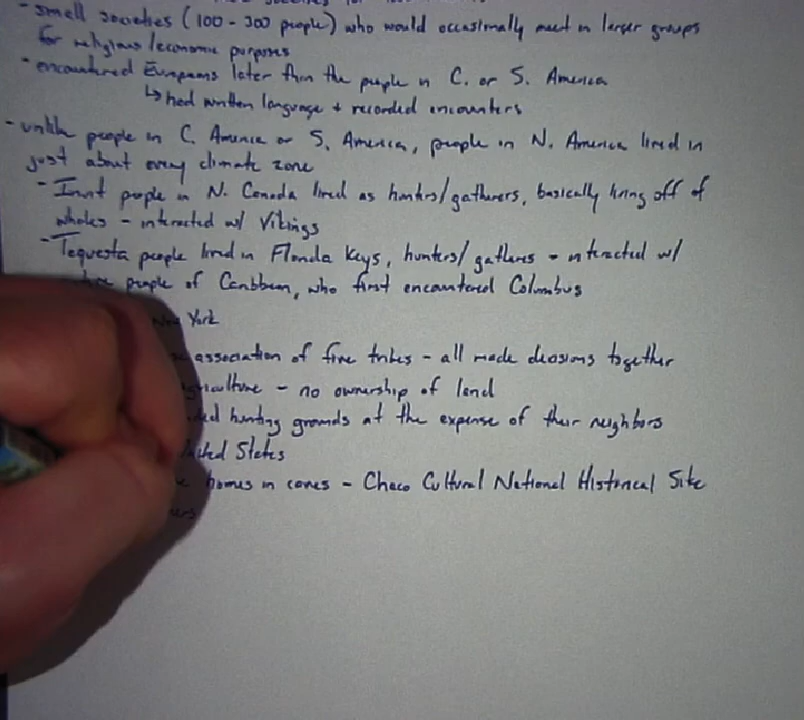 - small societies (100 - 300 people) who would occasionally meet in larger groups
for religious/economic purposes
- encountered Europeans later than the people in C. or S. America
↳ had written language + recorded encounters
- unlike people in C. America or S. America, people in N. America lived in
just about every climate zone
- Inuit people in N. Canada lived as hunters/gatherers, basically living off of
whales - interacted w/ Vikings
- Tequesta people lived in Florida Keys, hunters/gatherers - interacted w/
people of Caribbean, who first encountered Columbus
New York
association of five tribes - all made decisions together
- no ownership of land
hunting grounds at the expense of their neighbors
States
homes in caves - Chaco Cultural National Historical Site